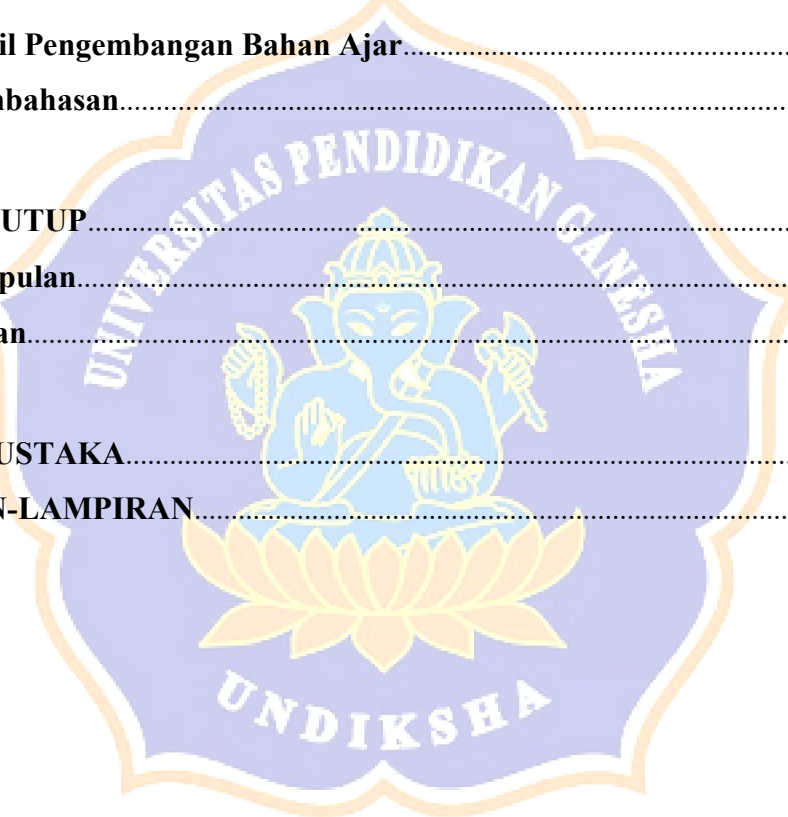 il Pengembangan Bahan Ajar
nbahasan
UTUP
pulan
an
USTAKA
N-LAMPIRAN
UNIVERSITAS PENDIDIKAN GANESHA
UNDIKSHA